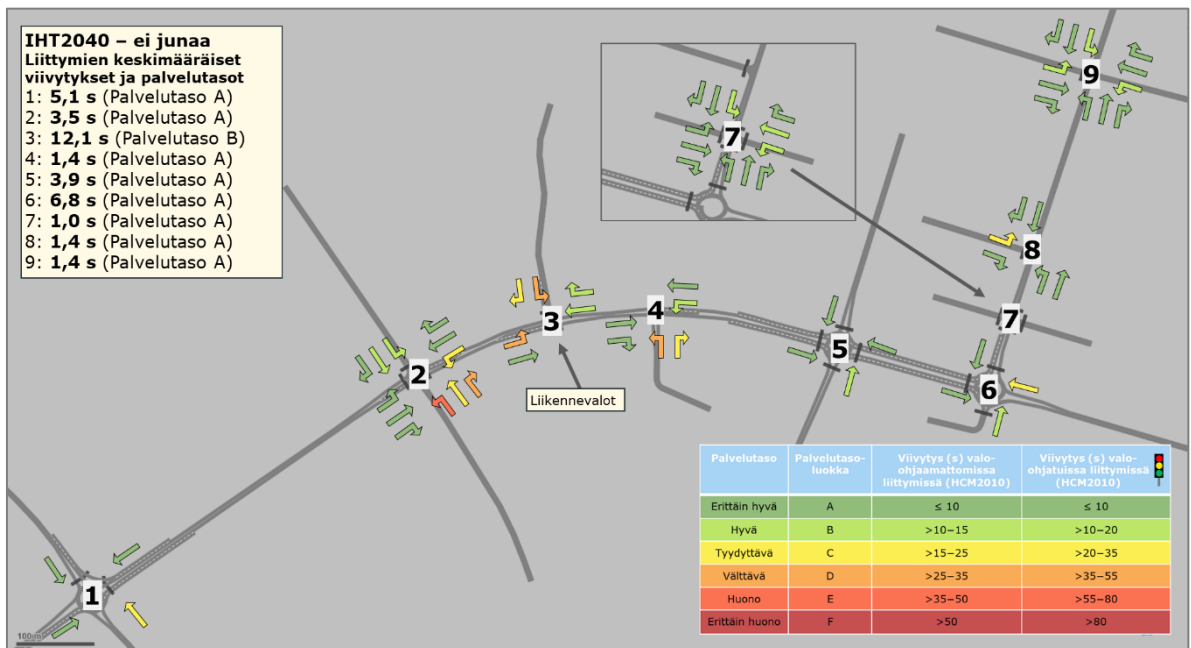 IHT2040 – ei junaa
Liittymien keskimääräiset
viivytykset ja palvelutasot
1: 5,1 s (Palvelutaso A)
2: 3,5 s (Palvelutaso A)
3: 12,1 s (Palvelutaso B)
4: 1,4 s (Palvelutaso A)
5: 3,9 s (Palvelutaso A)
6: 6,8 s (Palvelutaso A)
7: 1,0 s (Palvelutaso A)
8: 1,4 s (Palvelutaso A)
9: 1,4 s (Palvelutaso A)
9
7
8
7
3
4
5
2
6
Liikennevalot
1
100m
Palvelutaso Palvelutaso-luokka Viivytys (s) valo-ohjaamattomissa liittymissä (HCM2010) Viivytys (s) valo-ohjatuissa liittymissä (HCM2010)
Erittäin hyvä A ≤ 10 ≤ 10
Hyvä B >10–15 >10–20
Tyydyttävä C >15–25 >20–35
Välttävä D >25–35 >35–55
Huono E >35–50 >55–80
Erittäin huono F >50 >80